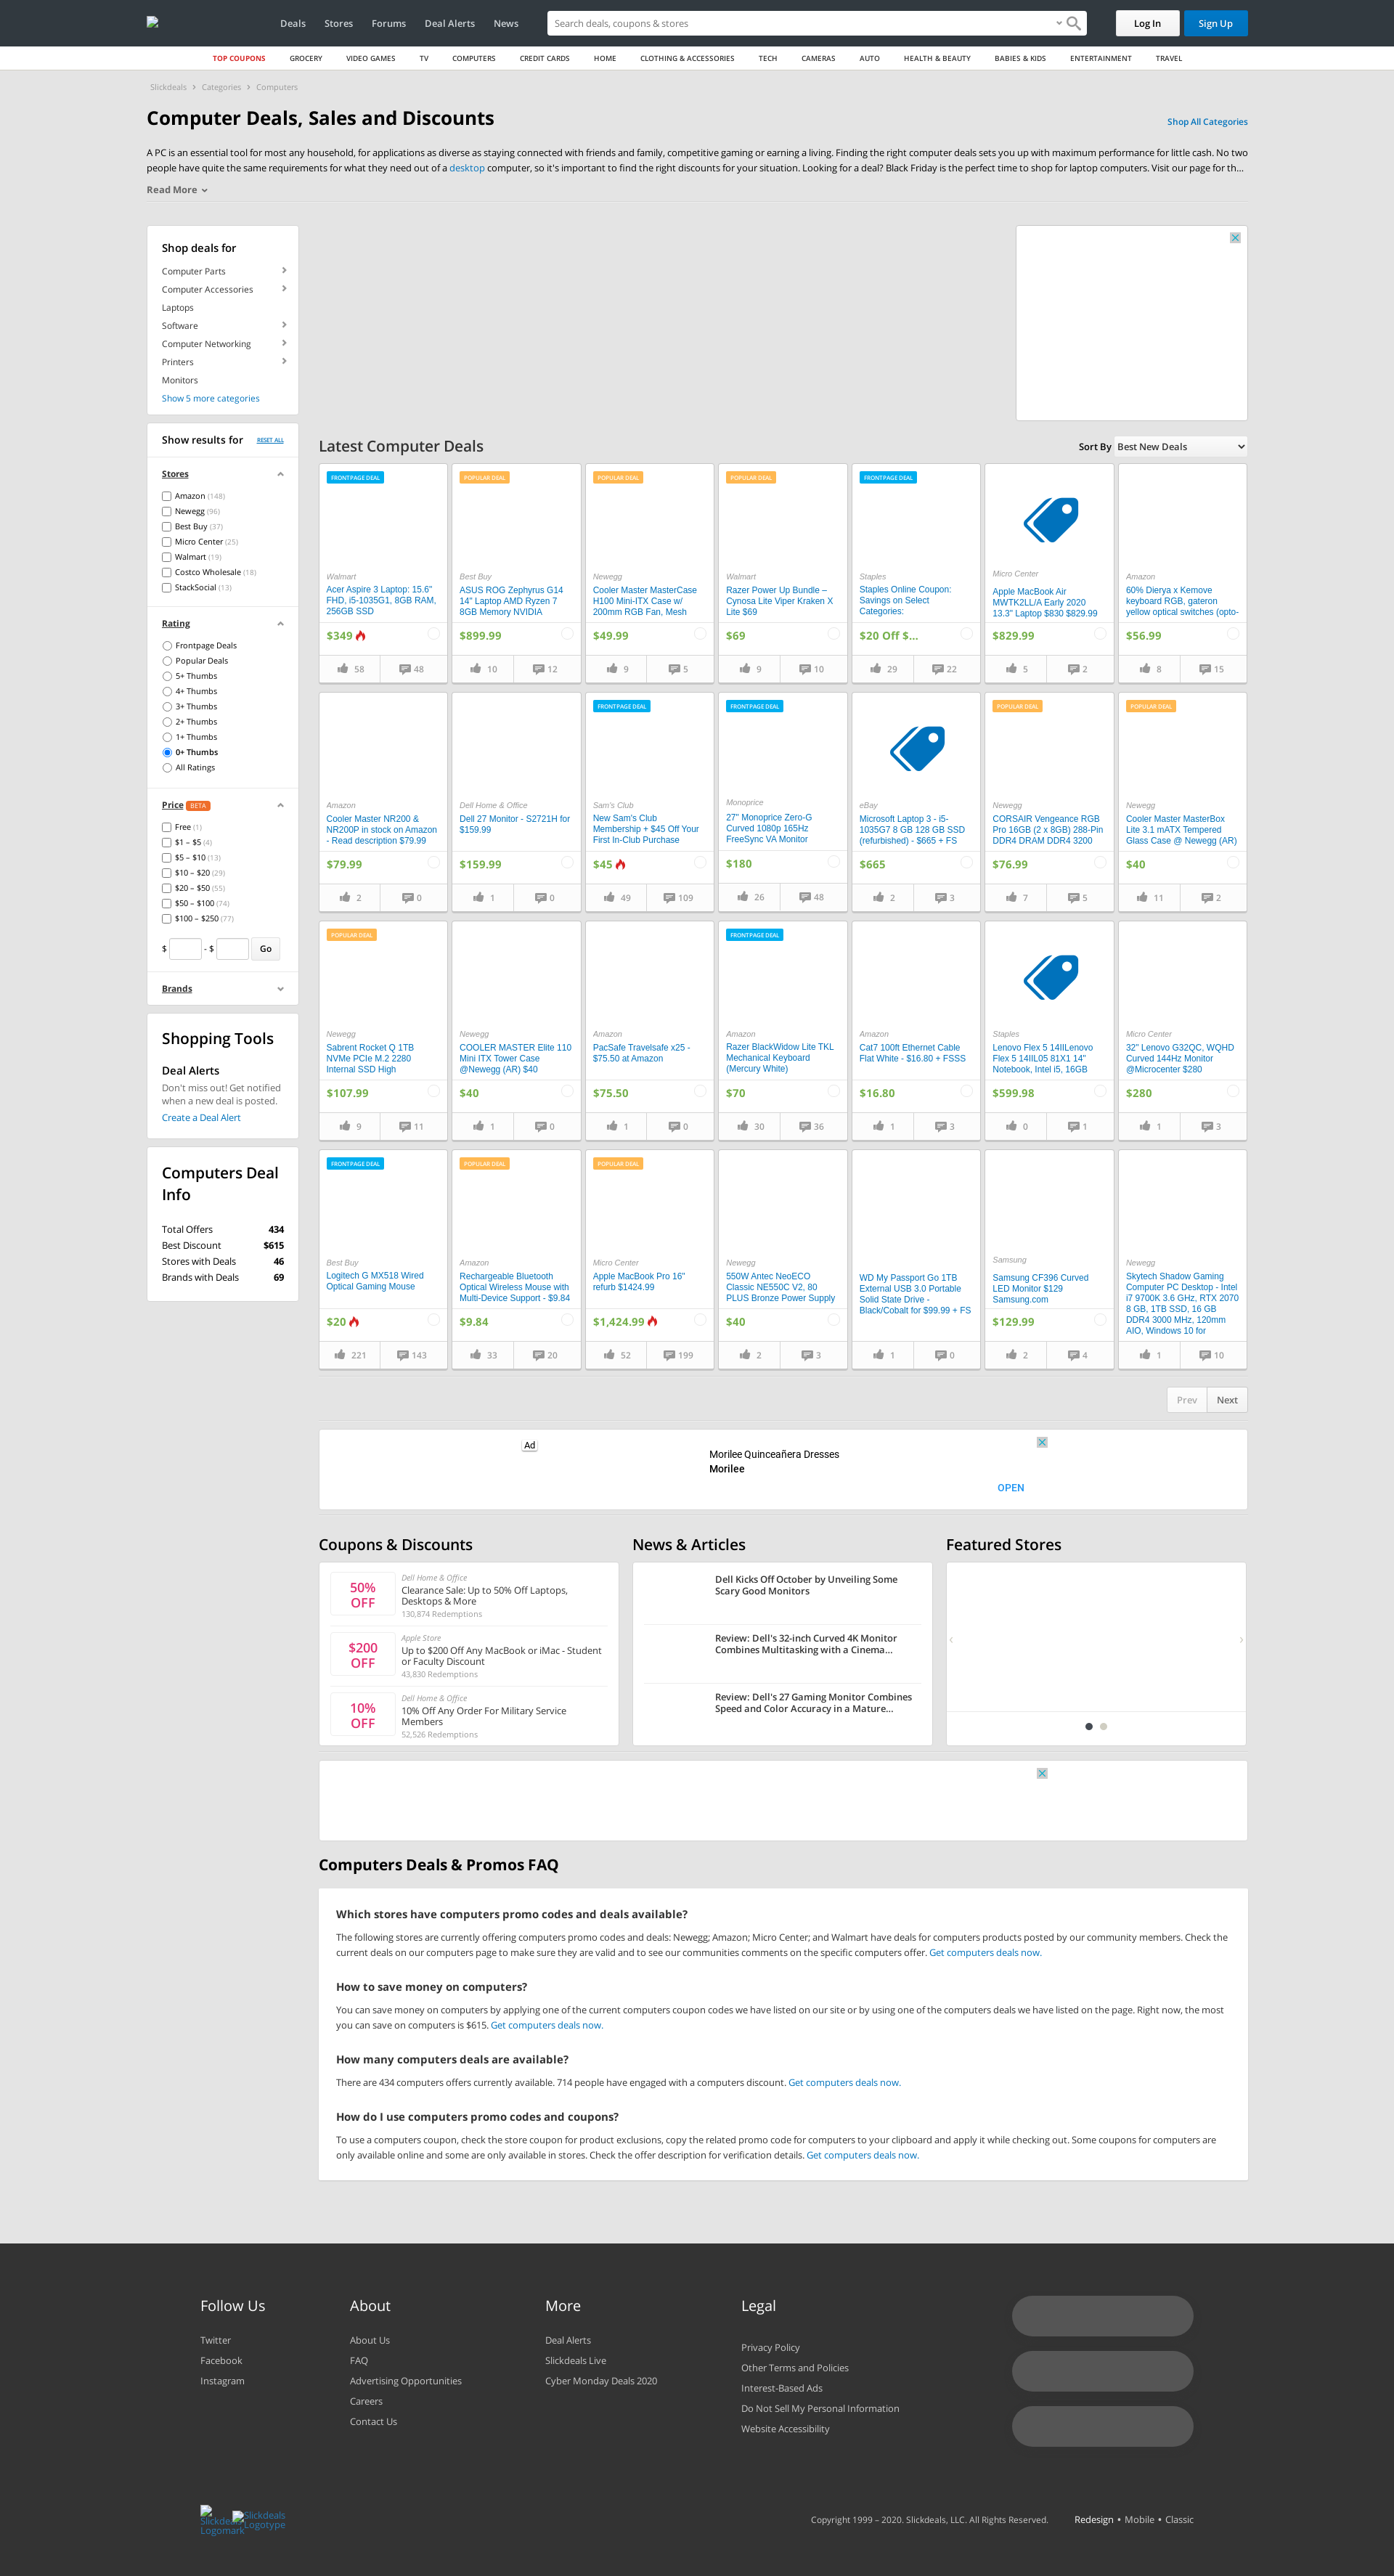 Deals
Stores
Forums
Deal Alerts
News
Search deals, coupons & stores
Log In
Sign Up
TOP COUPONS
GROCERY
VIDEO GAMES
TV
COMPUTERS
CREDIT CARDS
HOME
CLOTHING & ACCESSORIES
TECH
CAMERAS
AUTO
HEALTH & BEAUTY
BABIES & KIDS
ENTERTAINMENT
TRAVEL
Slickdeals › Categories › Computers
Computer Deals, Sales and Discounts
Shop All Categories
A PC is an essential tool for most any household, for applications as diverse as staying connected with friends and family, competitive gaming or earning a living. Finding the right computer deals sets you up with maximum performance for little cash. No two
people have quite the same requirements for what they need out of a desktop computer, so it's important to find the right discounts for your situation. Looking for a deal? Black Friday is the perfect time to shop for laptop computers. Visit our page for th...
Read More
Shop deals for
Computer Parts
Computer Accessories
Laptops
Software
Computer Networking
Printers
Monitors
Show 5 more categories
Show results for
RESET ALL
Stores
Amazon (148)
Newegg (96)
Best Buy (37)
Micro Center (25)
Walmart (19)
Costco Wholesale (18)
StackSocial (13)
Rating
Frontpage Deals
Popular Deals
5+ Thumbs
4+ Thumbs
3+ Thumbs
2+ Thumbs
1+ Thumbs
0+ Thumbs
All Ratings
Price BETA
Free (1)
$1 – $5 (4)
$5 – $10 (13)
$10 – $20 (29)
$20 – $50 (55)
$50 – $100 (74)
$100 – $250 (77)
$ - $ Go
Brands
Shopping Tools
Deal Alerts
Don't miss out! Get notified
when a new deal is posted.
Create a Deal Alert
Computers Deal
Info
Total Offers 434
Best Discount $615
Stores with Deals 46
Brands with Deals 69
Latest Computer Deals
Sort By Best New Deals
FRONTPAGE DEAL
Walmart
Acer Aspire 3 Laptop: 15.6"
FHD, i5-1035G1, 8GB RAM,
256GB SSD
$349
58
48
POPULAR DEAL
Best Buy
ASUS ROG Zephyrus G14
14" Laptop AMD Ryzen 7
8GB Memory NVIDIA
$899.99
10
12
POPULAR DEAL
Newegg
Cooler Master MasterCase
H100 Mini-ITX Case w/
200mm RGB Fan, Mesh
$49.99
9
5
POPULAR DEAL
Walmart
Razer Power Up Bundle –
Cynosa Lite Viper Kraken X
Lite $69
$69
9
10
FRONTPAGE DEAL
Staples
Staples Online Coupon:
Savings on Select
Categories:
$20 Off $...
29
22
Micro Center
Apple MacBook Air
MWTK2LL/A Early 2020
13.3" Laptop $830 $829.99
$829.99
5
2
Amazon
60% Dierya x Kemove
keyboard RGB, gateron
yellow optical switches (opto-
$56.99
8
15
Amazon
Cooler Master NR200 &
NR200P in stock on Amazon
- Read description $79.99
$79.99
2
0
Dell Home & Office
Dell 27 Monitor - S2721H for
$159.99
$159.99
1
0
FRONTPAGE DEAL
Sam's Club
New Sam's Club
Membership + $45 Off Your
First In-Club Purchase
$45
49
109
FRONTPAGE DEAL
Monoprice
27" Monoprice Zero-G
Curved 1080p 165Hz
FreeSync VA Monitor
$180
26
48
eBay
Microsoft Laptop 3 - i5-
1035G7 8 GB 128 GB SSD
(refurbished) - $665 + FS
$665
2
3
POPULAR DEAL
Newegg
CORSAIR Vengeance RGB
Pro 16GB (2 x 8GB) 288-Pin
DDR4 DRAM DDR4 3200
$76.99
7
5
POPULAR DEAL
Newegg
Cooler Master MasterBox
Lite 3.1 mATX Tempered
Glass Case @ Newegg (AR)
$40
11
2
POPULAR DEAL
Newegg
Sabrent Rocket Q 1TB
NVMe PCIe M.2 2280
Internal SSD High
$107.99
9
11
Newegg
COOLER MASTER Elite 110
Mini ITX Tower Case
@Newegg (AR) $40
$40
1
0
Amazon
PacSafe Travelsafe x25 -
$75.50 at Amazon
$75.50
1
0
FRONTPAGE DEAL
Amazon
Razer BlackWidow Lite TKL
Mechanical Keyboard
(Mercury White)
$70
30
36
Amazon
Cat7 100ft Ethernet Cable
Flat White - $16.80 + FSSS
$16.80
1
3
Staples
Lenovo Flex 5 14IILenovo
Flex 5 14IIL05 81X1 14"
Notebook, Intel i5, 16GB
$599.98
0
1
Micro Center
32" Lenovo G32QC, WQHD
Curved 144Hz Monitor
@Microcenter $280
$280
1
3
FRONTPAGE DEAL
Best Buy
Logitech G MX518 Wired
Optical Gaming Mouse
$20
221
143
POPULAR DEAL
Amazon
Rechargeable Bluetooth
Optical Wireless Mouse with
Multi-Device Support - $9.84
$9.84
33
20
POPULAR DEAL
Micro Center
Apple MacBook Pro 16"
refurb $1424.99
$1,424.99
52
199
Newegg
550W Antec NeoECO
Classic NE550C V2, 80
PLUS Bronze Power Supply
$40
2
3
WD My Passport Go 1TB
External USB 3.0 Portable
Solid State Drive -
Black/Cobalt for $99.99 + FS
1
0
Samsung
Samsung CF396 Curved
LED Monitor $129
Samsung.com
$129.99
2
4
Newegg
Skytech Shadow Gaming
Computer PC Desktop - Intel
i7 9700K 3.6 GHz, RTX 2070
8 GB, 1TB SSD, 16 GB
DDR4 3000 MHz, 120mm
AIO, Windows 10 for
1
10
Prev
Next
Ad
Morilee Quinceañera Dresses
Morilee
OPEN
Coupons & Discounts
50%
OFF
Dell Home & Office
Clearance Sale: Up to 50% Off Laptops,
Desktops & More
130,874 Redemptions
$200
OFF
Apple Store
Up to $200 Off Any MacBook or iMac - Student
or Faculty Discount
43,830 Redemptions
10%
OFF
Dell Home & Office
10% Off Any Order For Military Service
Members
52,526 Redemptions
News & Articles
Dell Kicks Off October by Unveiling Some
Scary Good Monitors
Review: Dell's 32-inch Curved 4K Monitor
Combines Multitasking with a Cinema...
Review: Dell's 27 Gaming Monitor Combines
Speed and Color Accuracy in a Mature...
Featured Stores
Computers Deals & Promos FAQ
Which stores have computers promo codes and deals available?
The following stores are currently offering computers promo codes and deals: Newegg; Amazon; Micro Center; and Walmart have deals for computers products posted by our community members. Check the
current deals on our computers page to make sure they are valid and to see our communities comments on the specific computers offer. Get computers deals now.
How to save money on computers?
You can save money on computers by applying one of the current computers coupon codes we have listed on our site or by using one of the computers deals we have listed on the page. Right now, the most
you can save on computers is $615. Get computers deals now.
How many computers deals are available?
There are 434 computers offers currently available. 714 people have engaged with a computers discount. Get computers deals now.
How do I use computers promo codes and coupons?
To use a computers coupon, check the store coupon for product exclusions, copy the related promo code for computers to your clipboard and apply it while checking out. Some coupons for computers are
only available online and some are only available in stores. Check the offer description for verification details. Get computers deals now.
Follow Us
Twitter
Facebook
Instagram
About
About Us
FAQ
Advertising Opportunities
Careers
Contact Us
More
Deal Alerts
Slickdeals Live
Cyber Monday Deals 2020
Legal
Privacy Policy
Other Terms and Policies
Interest-Based Ads
Do Not Sell My Personal Information
Website Accessibility
Slickdeals
Logomark
Slickdeals
Logotype
Copyright 1999 – 2020. Slickdeals, LLC. All Rights Reserved.
Redesign • Mobile • Classic